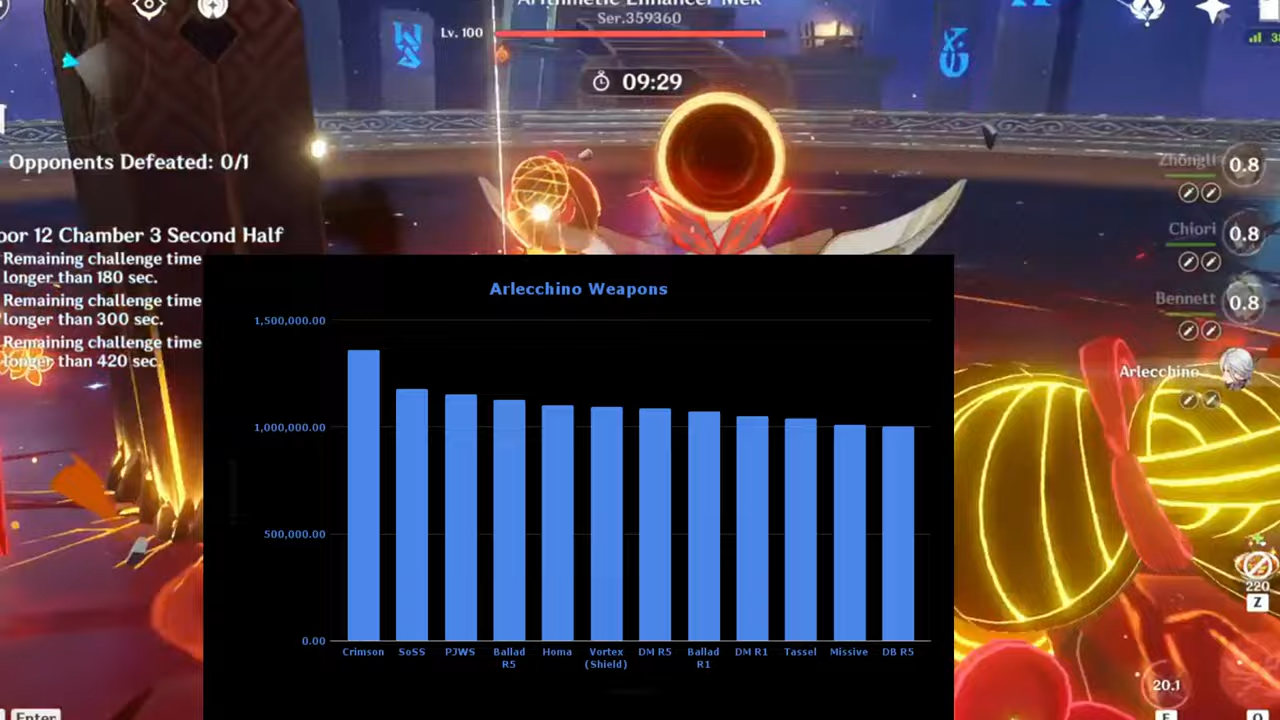 Arithmetic Enhancer Mek
Ser.359360
Lv. 100
09:29
Opponents Defeated: 0/1
oor 12 Chamber 3 Second Half
Remaining challenge time
longer than 180 sec.
Remaining challenge time
longer than 300 sec.
Remaining challenge time
longer than 420 sec.
Zhongli 0.8
Chiori 0.8
Bennett 0.8
Arlecchino
Arlecchino Weapons
1,500,000.00
1,000,000.00
500,000.00
0.00
Crimson SoSS PJWS Ballad R5 Homa Vortex (Shield) DM R5 Ballad R1 DM R1 Tassel Missive DB R5
220
Z
20.1
Enter
E
Q